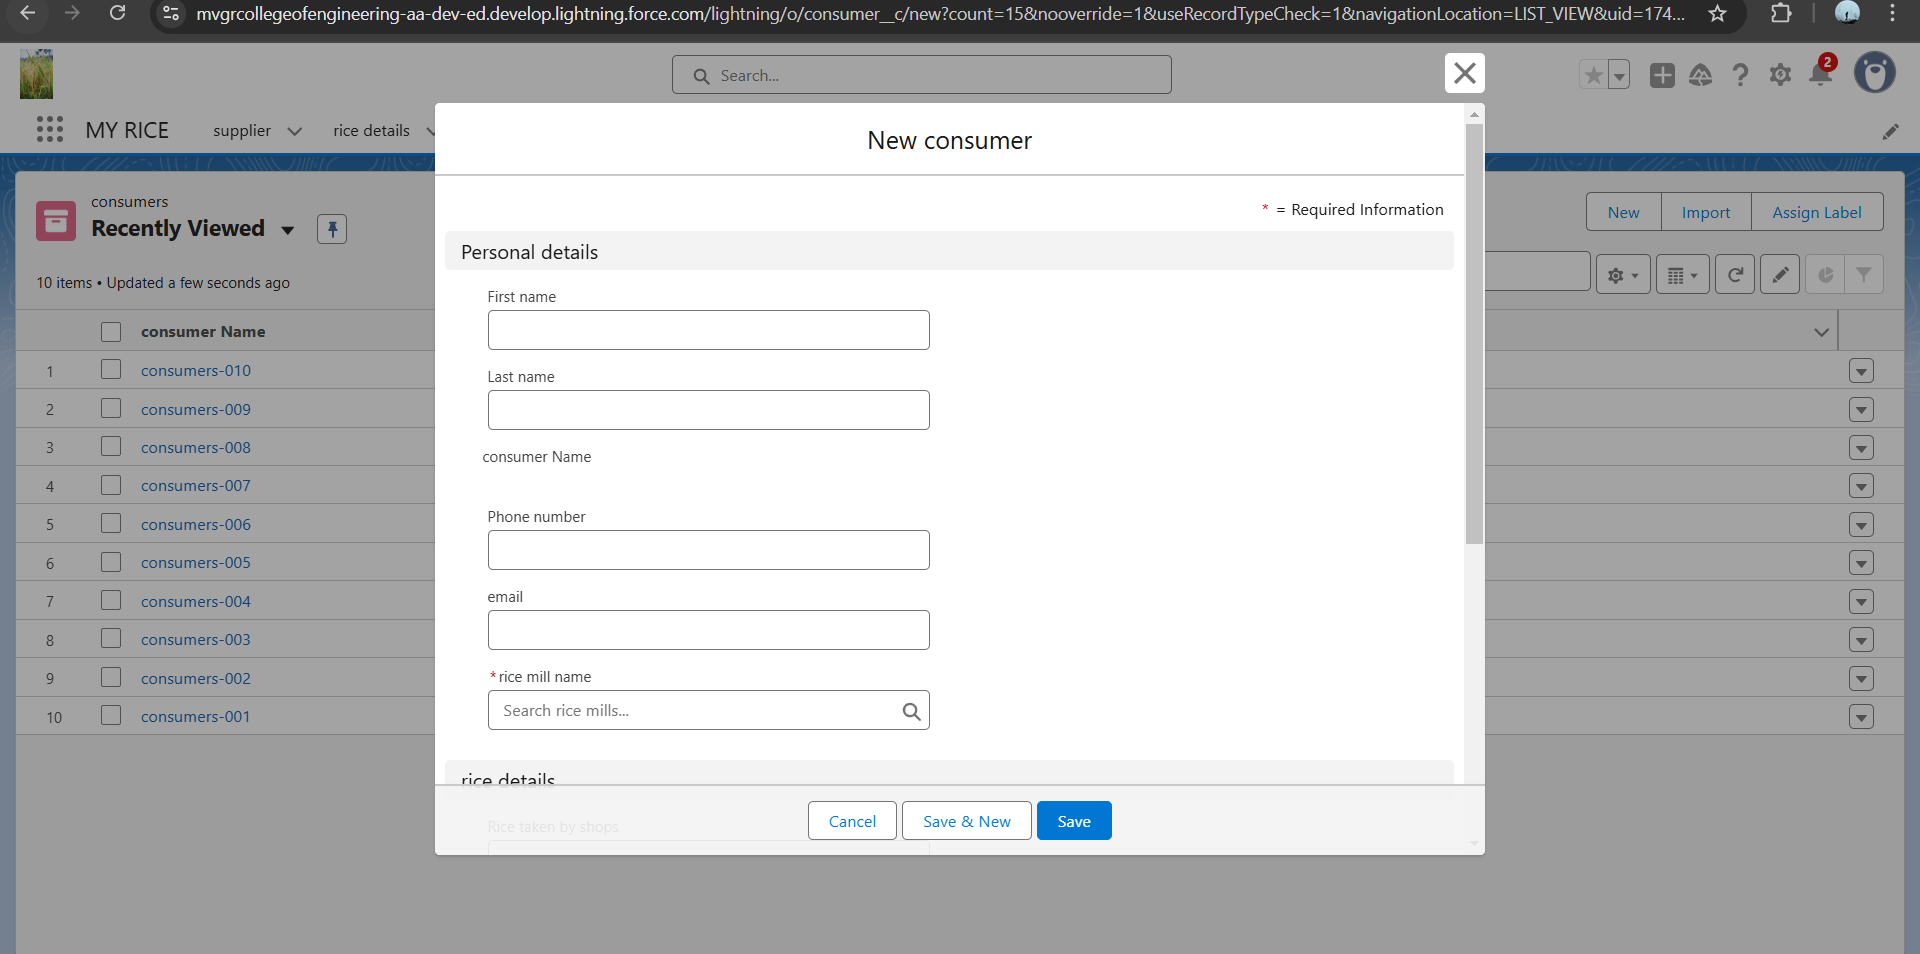 mvgrcollegeofengineering-aa-dev-ed.develop.lightning.force.com/lightning/o/consumer__c/new?count=15&nooverride=1&useRecordTypeCheck=1&navigationLocation=LIST_VIEW&uid=174...
Search...
2
MY RICE supplier rice details
New consumer
* = Required Information
consumers
Recently Viewed
New Import Assign Label
10 items • Updated a few seconds ago
Personal details
First name
Last name
consumer Name
Phone number
email
*rice mill name
Search rice mills...
rice details
Rice taken by shops
Cancel Save & New Save
consumer Name
1 consumers-010
2 consumers-009
3 consumers-008
4 consumers-007
5 consumers-006
6 consumers-005
7 consumers-004
8 consumers-003
9 consumers-002
10 consumers-001